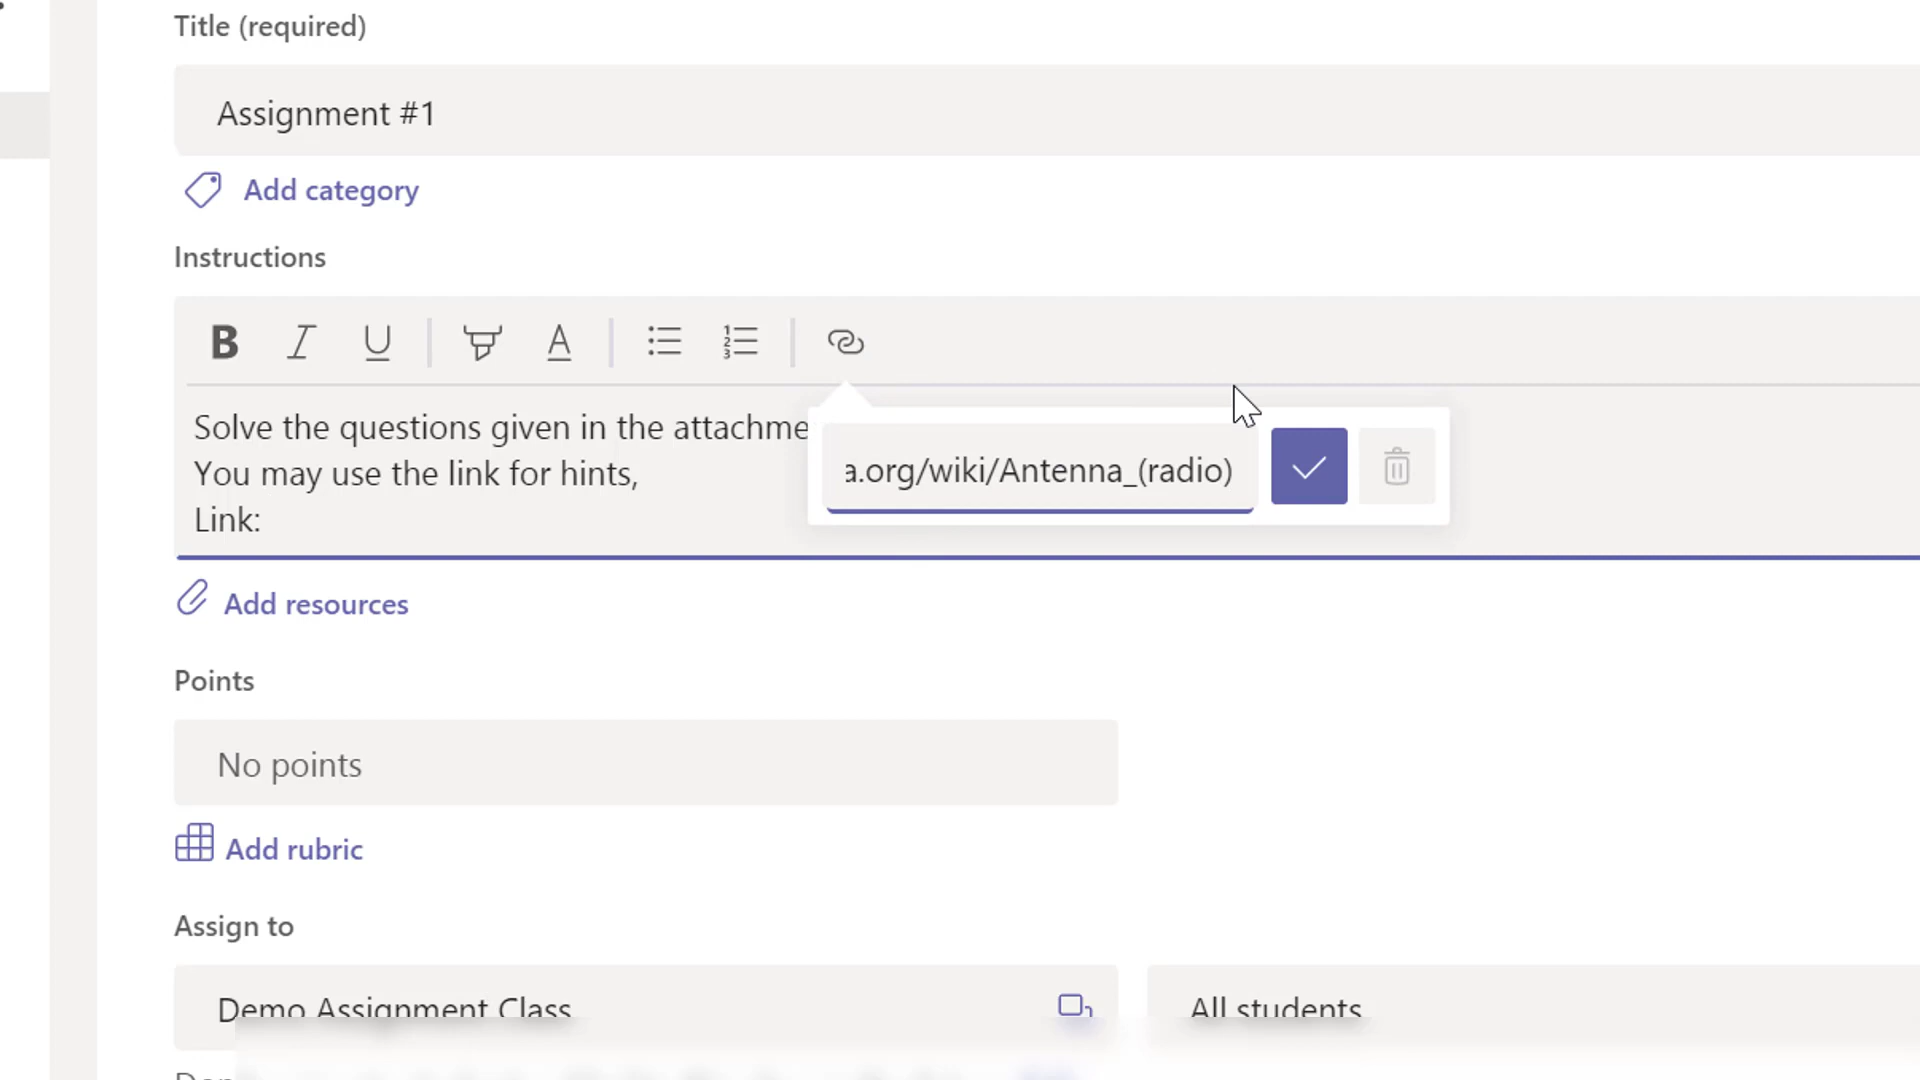 Title (required)
Assignment #1
Add category
Instructions
B I U A
Solve the questions given in the attachme
You may use the link for hints,
Link:
a.org/wiki/Antenna_(radio)
Add resources
Points
No points
Add rubric
Assign to
Demo Assignment Class
All students